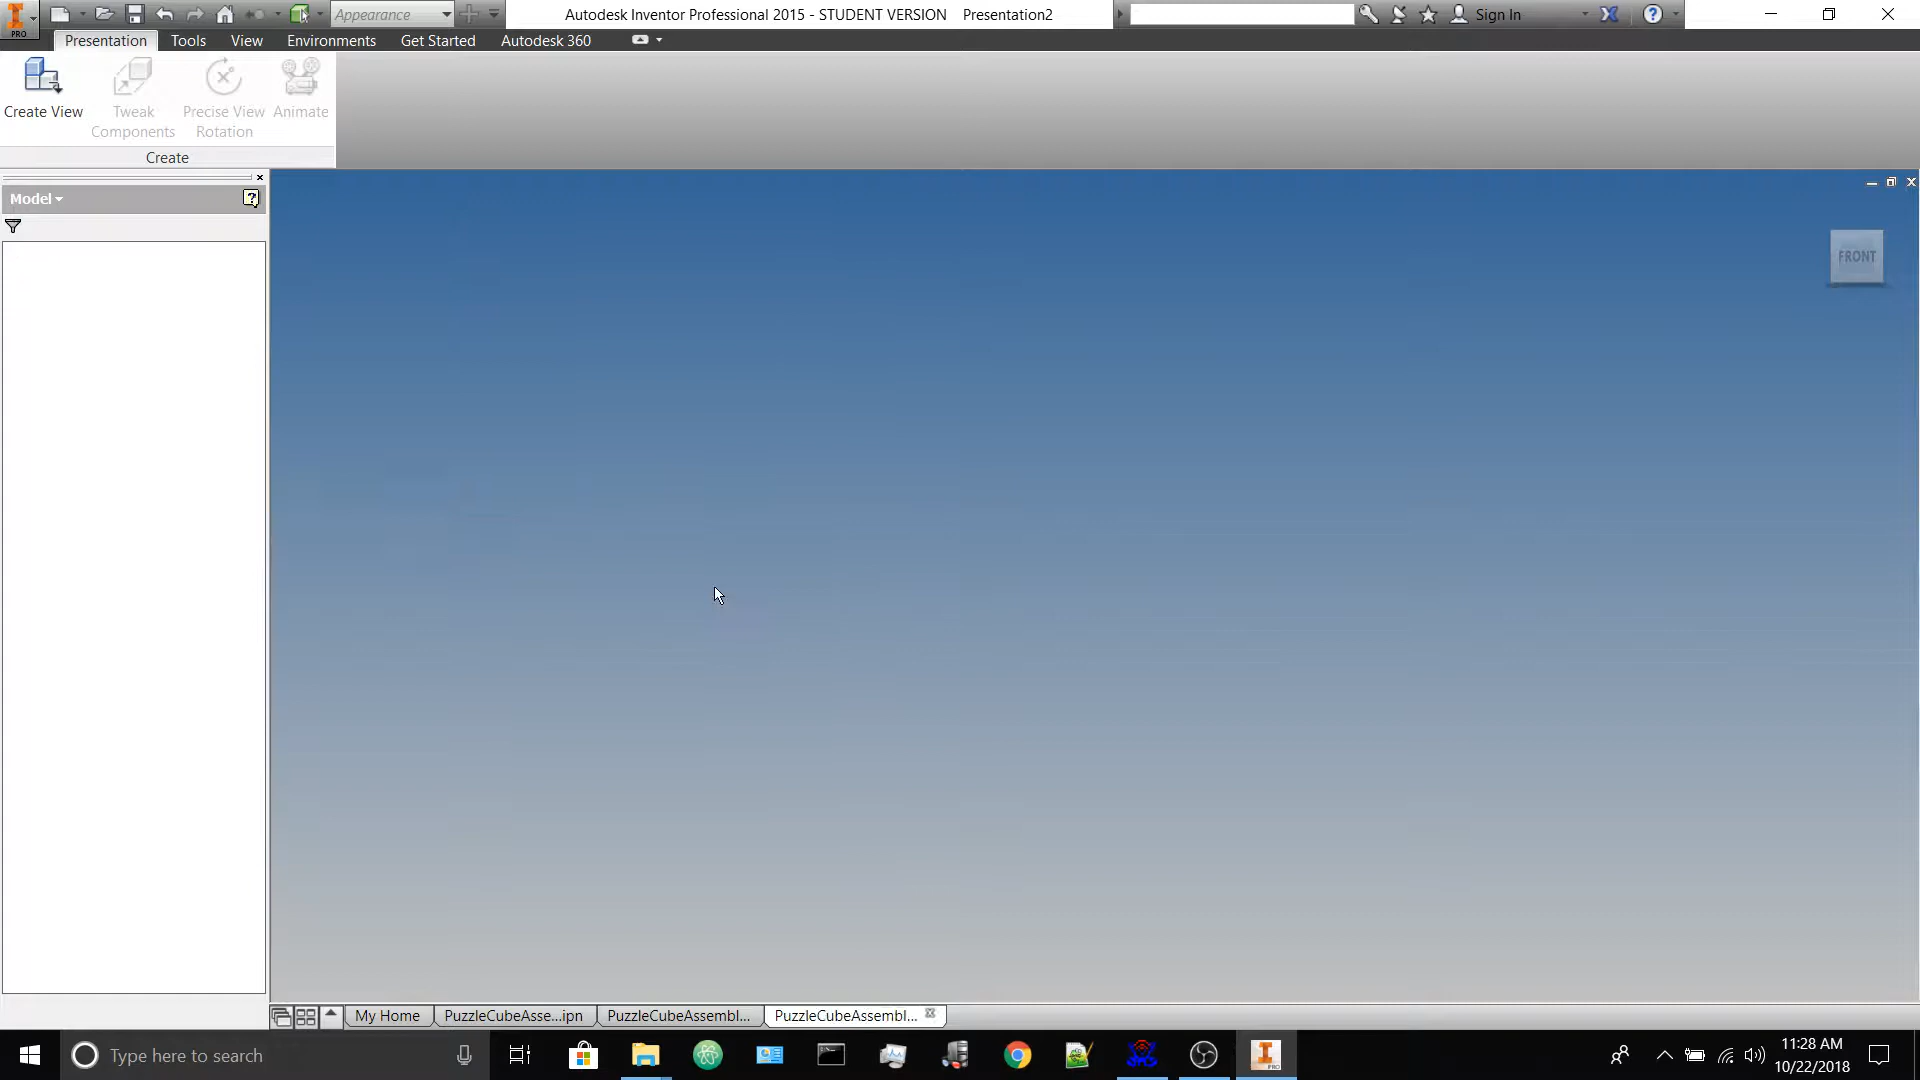 Appearance
Autodesk Inventor Professional 2015 - STUDENT VERSION Presentation2
Sign In
PRO
Presentation Tools View Environments Get Started Autodesk 360
Create View
Tweak Components
Precise View Rotation
Animate
Create
Model
FRONT
My Home
PuzzleCubeAsse...ipn
PuzzleCubeAssembl...
PuzzleCubeAssembl...
Type here to search
PRO
11:28 AM
10/22/2018